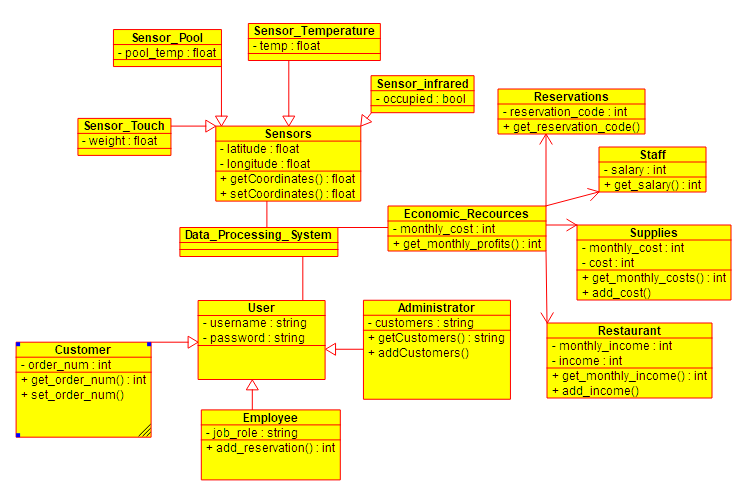 Sensor_Pool
- pool_temp : float
Sensor_Temperature
- temp : float
Sensor_infrared
- occupied : bool
Sensor_Touch
- weight : float
Sensors
- latitude : float
- longitude : float
+ getCoordinates() : float
+ setCoordinates() : float
Reservations
- reservation_code : int
+ get_reservation_code()
Staff
- salary : int
+ get_salary() : int
Economic_Recources
- monthly_cost : int
+ get_monthly_profits() : int
Supplies
- monthly_cost : int
- cost : int
+ get_monthly_costs() : int
+ add_cost()
Data_Processing_System
User
- username : string
- password : string
Administrator
- customers : string
+ getCustomers() : string
+ addCustomers()
Restaurant
- monthly_income : int
- income : int
+ get_monthly_income() : int
+ add_income()
Customer
- order_num : int
+ get_order_num() : int
+ set_order_num()
Employee
- job_role : string
+ add_reservation() : int